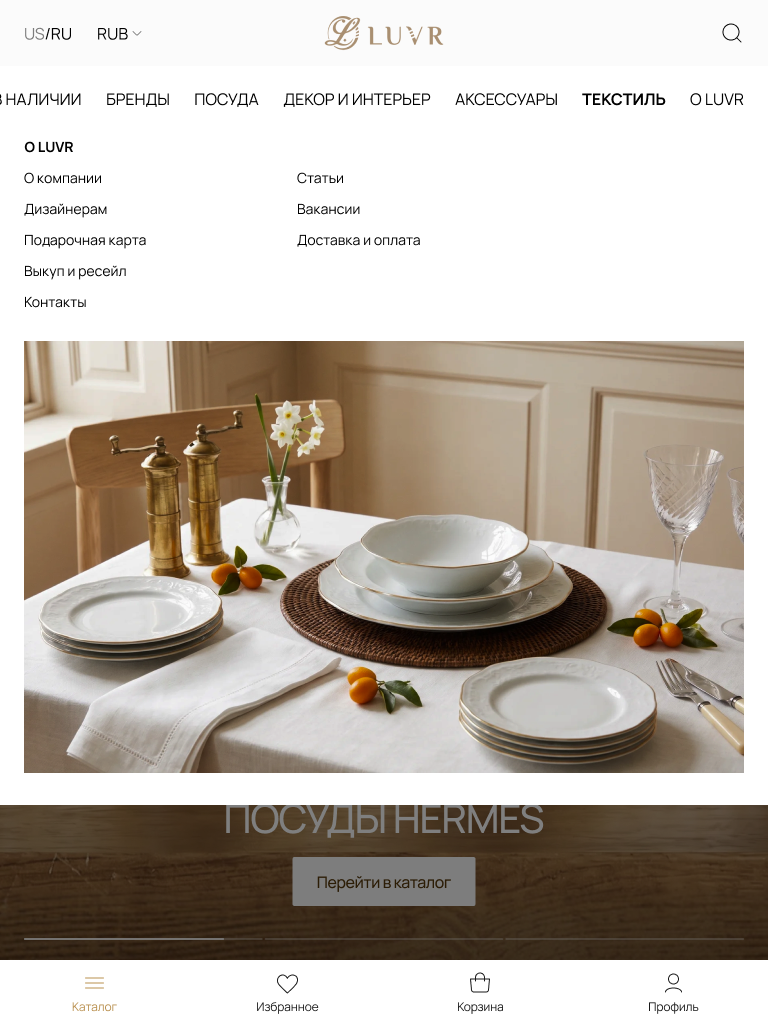 US/RU RUB LUVR
В НАЛИЧИИ БРЕНДЫ ПОСУДА ДЕКОР И ИНТЕРЬЕР АКСЕССУАРЫ ТЕКСТИЛЬ О LUVR
О LUVR
О компании Статьи
Дизайнерам Вакансии
Подарочная карта Доставка и оплата
Выкуп и ресейл
Контакты
ПОСУДЫ HERMES
Перейти в каталог
Каталог Избранное Корзина Профиль